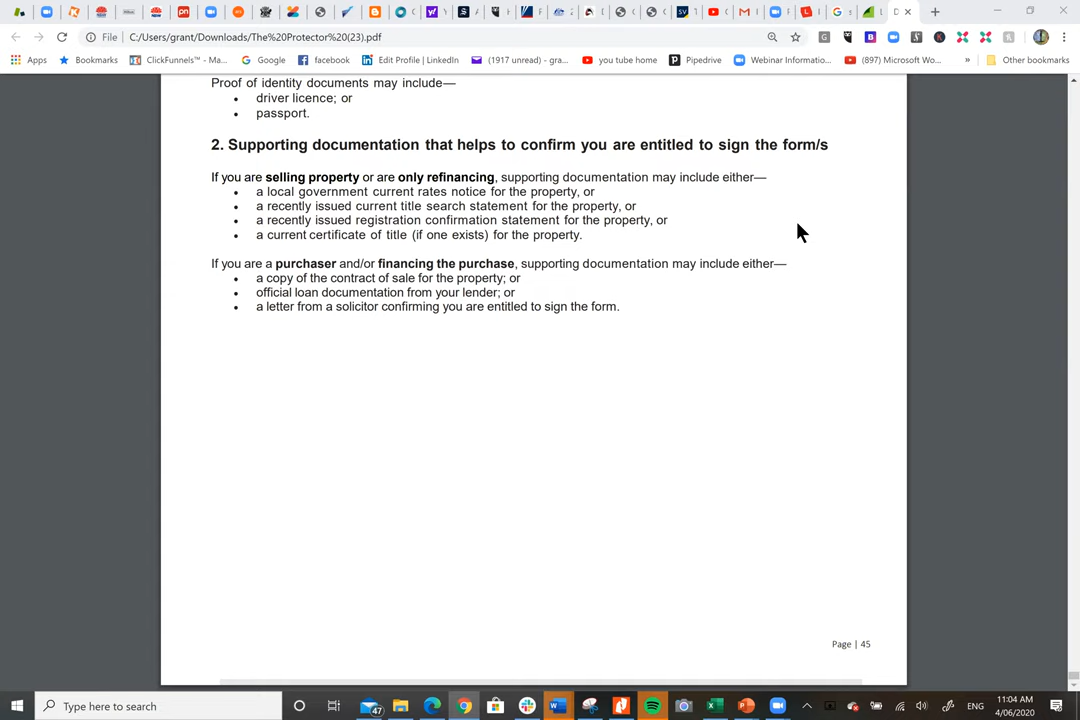 File | C:/Users/grant/Downloads/The%20Protector%20(23).pdf
Apps Bookmarks ClickFunnels™ - Ma... Google facebook Edit Profile | LinkedIn (1917 unread) - gra... you tube home Pipedrive Webinar Informatio... (897) Microsoft Wo... » Other bookmarks
Proof of identity documents may include—
• driver licence; or
• passport.
2. Supporting documentation that helps to confirm you are entitled to sign the form/s
If you are selling property or are only refinancing, supporting documentation may include either—
• a local government current rates notice for the property, or
• a recently issued current title search statement for the property, or
• a recently issued registration confirmation statement for the property, or
• a current certificate of title (if one exists) for the property.
If you are a purchaser and/or financing the purchase, supporting documentation may include either—
• a copy of the contract of sale for the property; or
• official loan documentation from your lender; or
• a letter from a solicitor confirming you are entitled to sign the form.
Page | 45
Type here to search
47
ENG
11:04 AM
4/06/2020